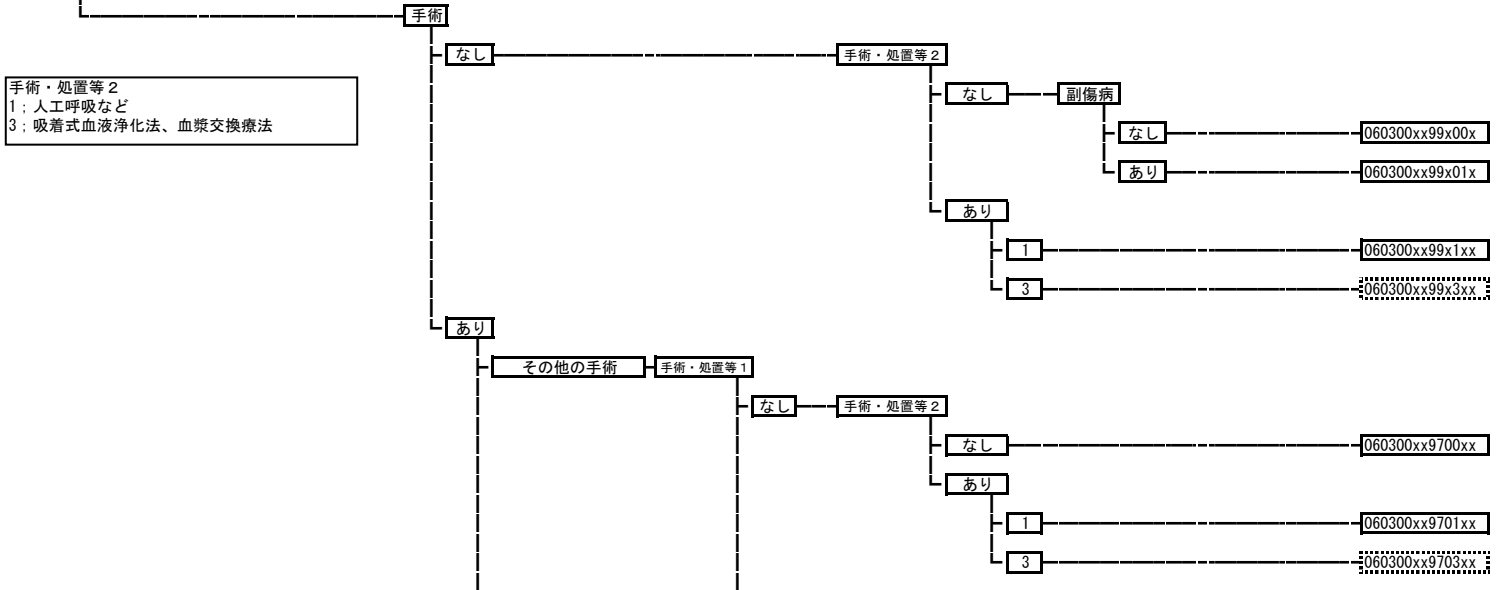 手術
なし
手術・処置等２
手術・処置等２
1；人工呼吸など
3；吸着式血液浄化法、血漿交換療法
なし
副傷病
なし
060300xx99x00x
あり
060300xx99x01x
あり
1
060300xx99x1xx
3
060300xx99x3xx
あり
その他の手術
手術・処置等１
なし
手術・処置等２
なし
060300xx9700xx
あり
1
060300xx9701xx
3
060300xx9703xx